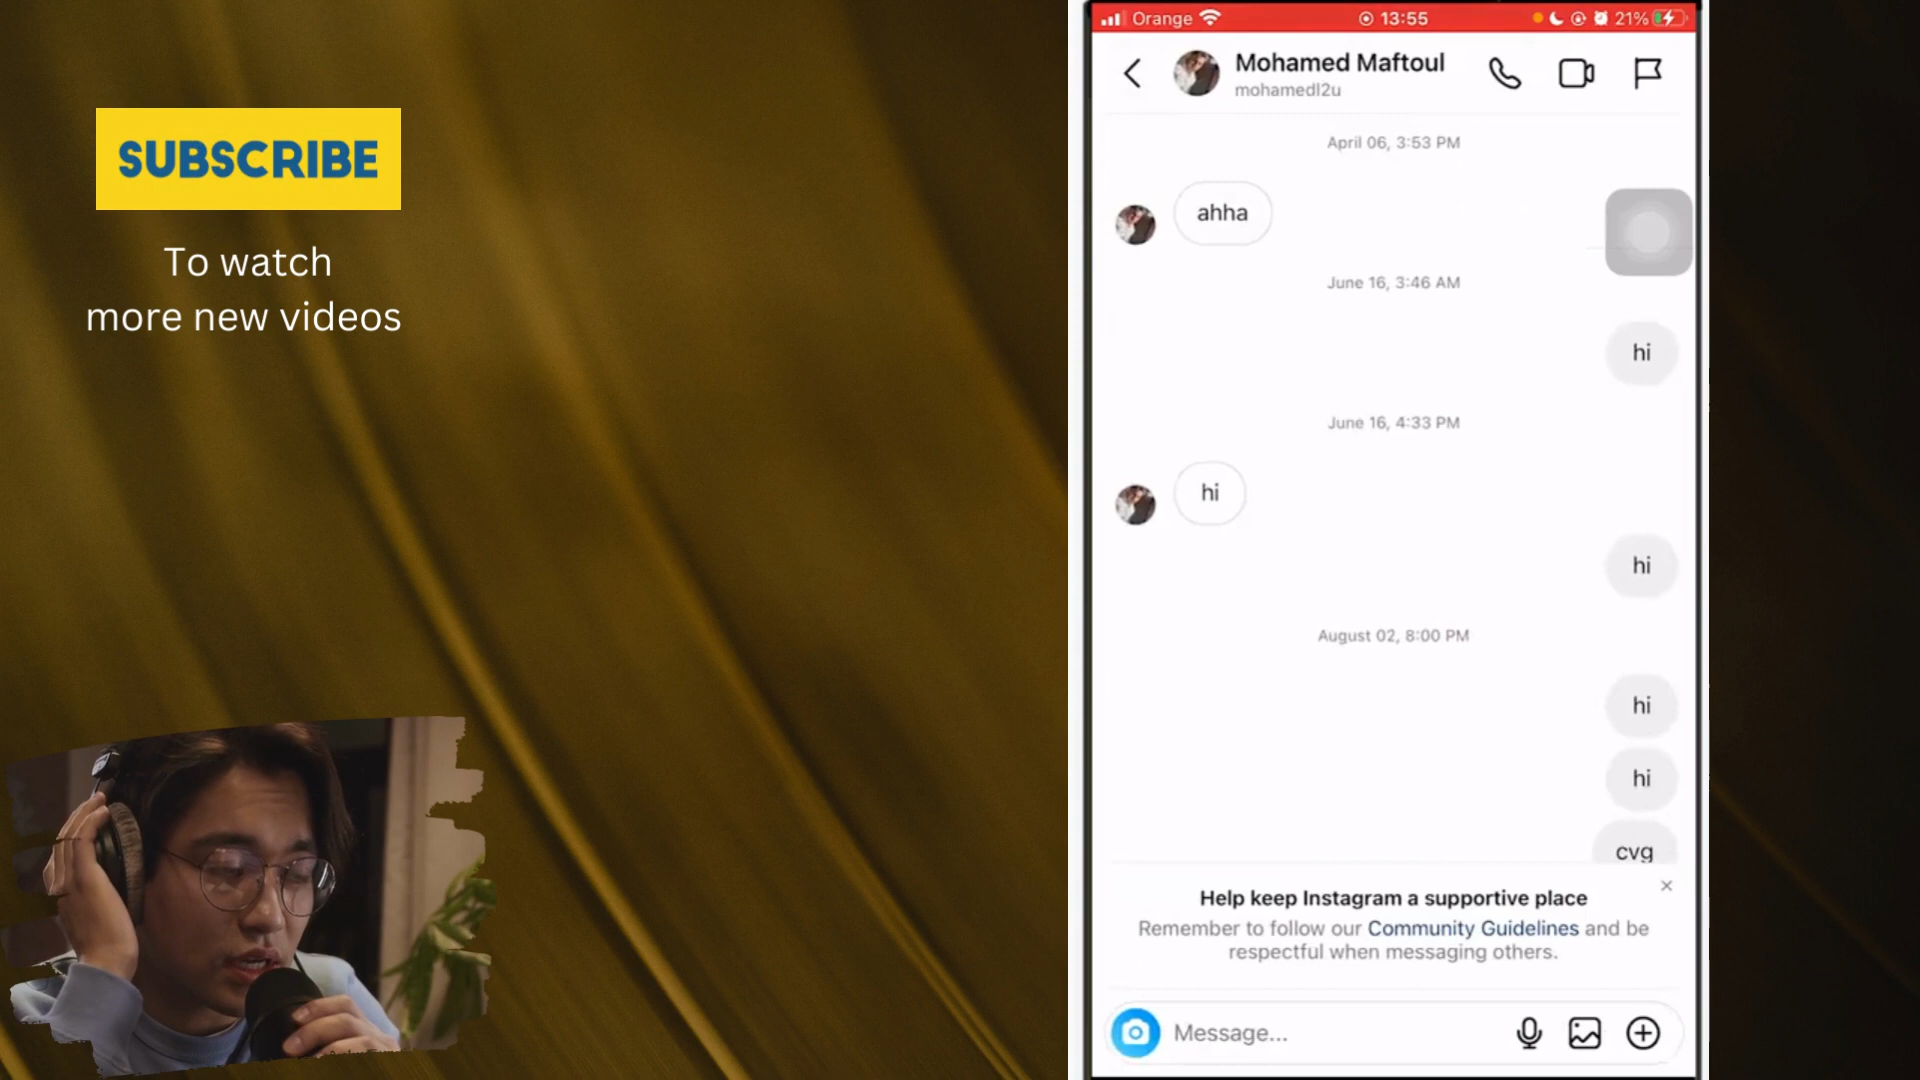 SUBSCRIBE
To watch
more new videos
Orange
13:55
21%
Mohamed Maftoul
mohamedl2u
April 06, 3:53 PM
ahha
June 16, 3:46 AM
hi
June 16, 4:33 PM
hi
hi
August 02, 8:00 PM
hi
hi
cvg
Help keep Instagram a supportive place
Remember to follow our Community Guidelines and be
respectful when messaging others.
Message...